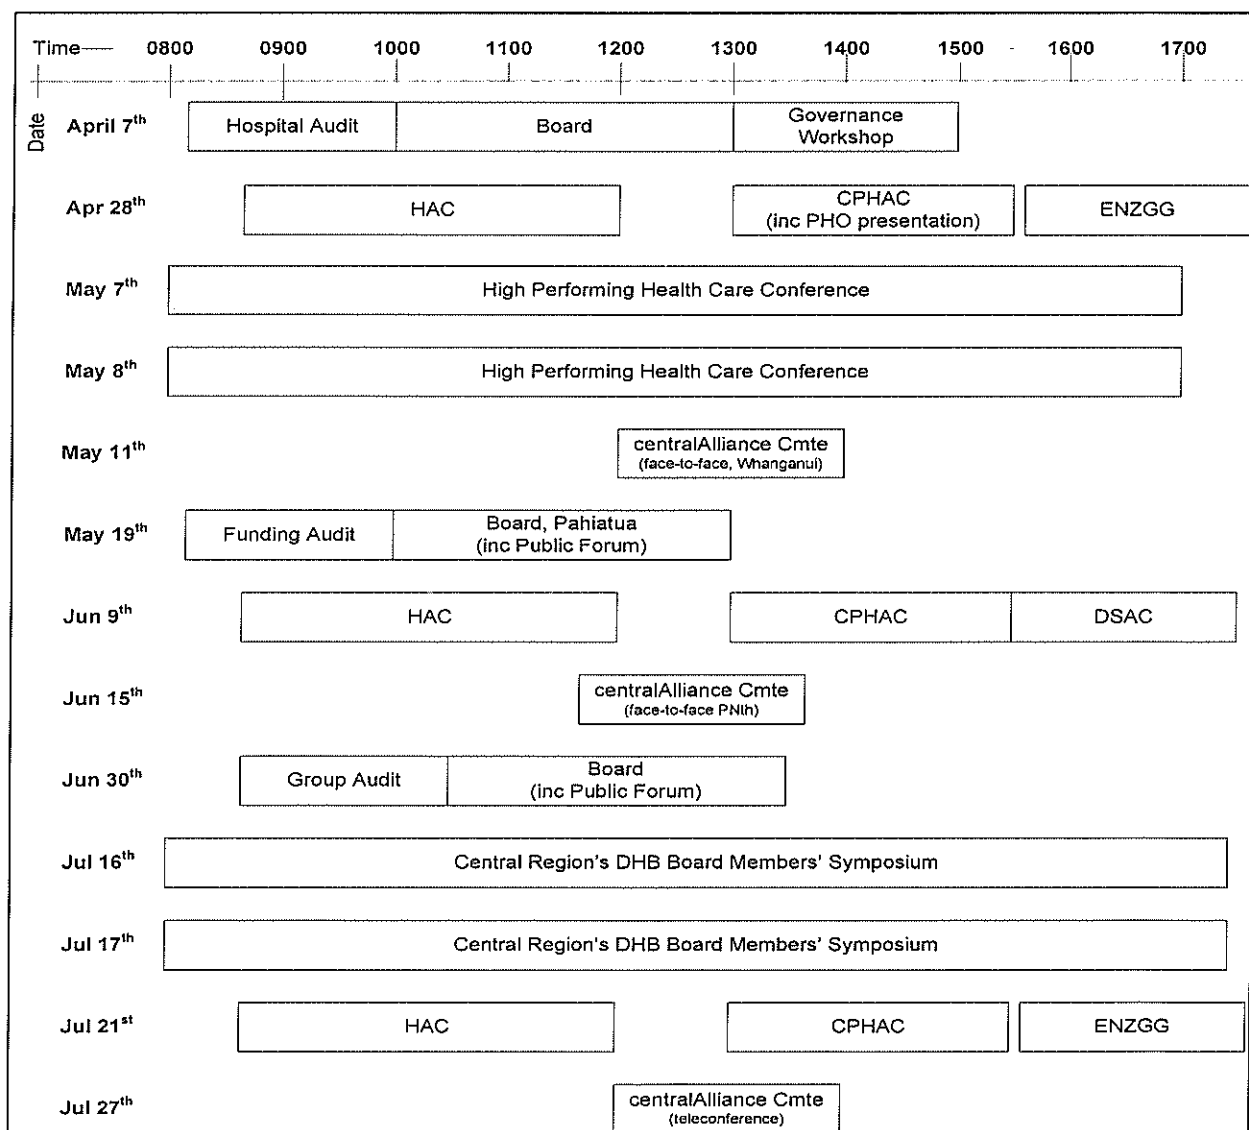 Time 0800 0900 1000 1100 1200 1300 1400 1500 1600 1700
Date
April 7th Hospital Audit Board Governance Workshop
Apr 28th HAC CPHAC (inc PHO presentation) ENZGG
May 7th High Performing Health Care Conference
May 8th High Performing Health Care Conference
May 11th centralAlliance Cmte
(face-to-face, Whanganui)
May 19th Funding Audit Board, Pahiatua
(inc Public Forum)
Jun 9th HAC CPHAC DSAC
Jun 15th centralAlliance Cmte
(face-to-face PNth)
Jun 30th Group Audit Board
(inc Public Forum)
Jul 16th Central Region's DHB Board Members' Symposium
Jul 17th Central Region's DHB Board Members' Symposium
Jul 21st HAC CPHAC ENZGG
Jul 27th centralAlliance Cmte
(teleconference)